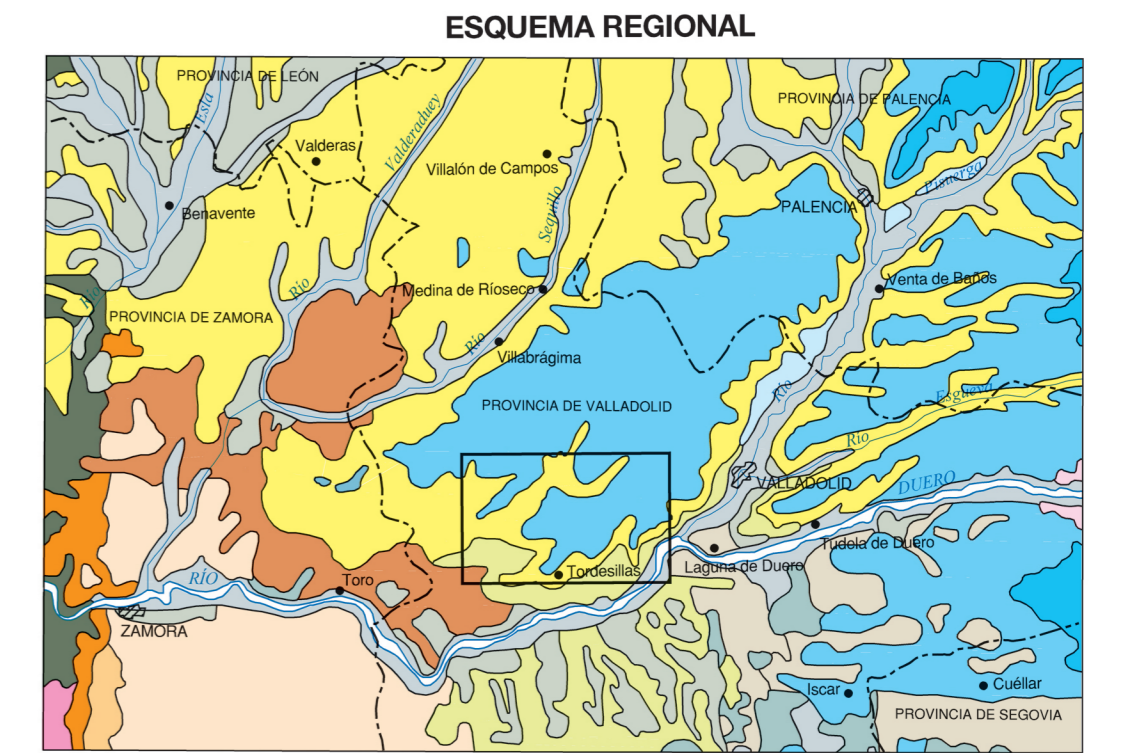 ESQUEMA REGIONAL
PROVINCIA DE LEÓN
PROVINCIA DE PALENCIA
Esla
Valderaduey
Valderas
Villalón de Campos
Pisuerga
Benavente
Sequillo
PALENCIA
Río
Río
Medina de Ríoseco
Venta de Baños
PROVINCIA DE ZAMORA
Río
Villabrágima
Río
Esgueva
PROVINCIA DE VALLADOLID
Río
VALLADOLID
DUERO
Tudela de Duero
Laguna de Duero
Tordesillas
RÍO
Toro
ZAMORA
Iscar
Cuéllar
PROVINCIA DE SEGOVIA